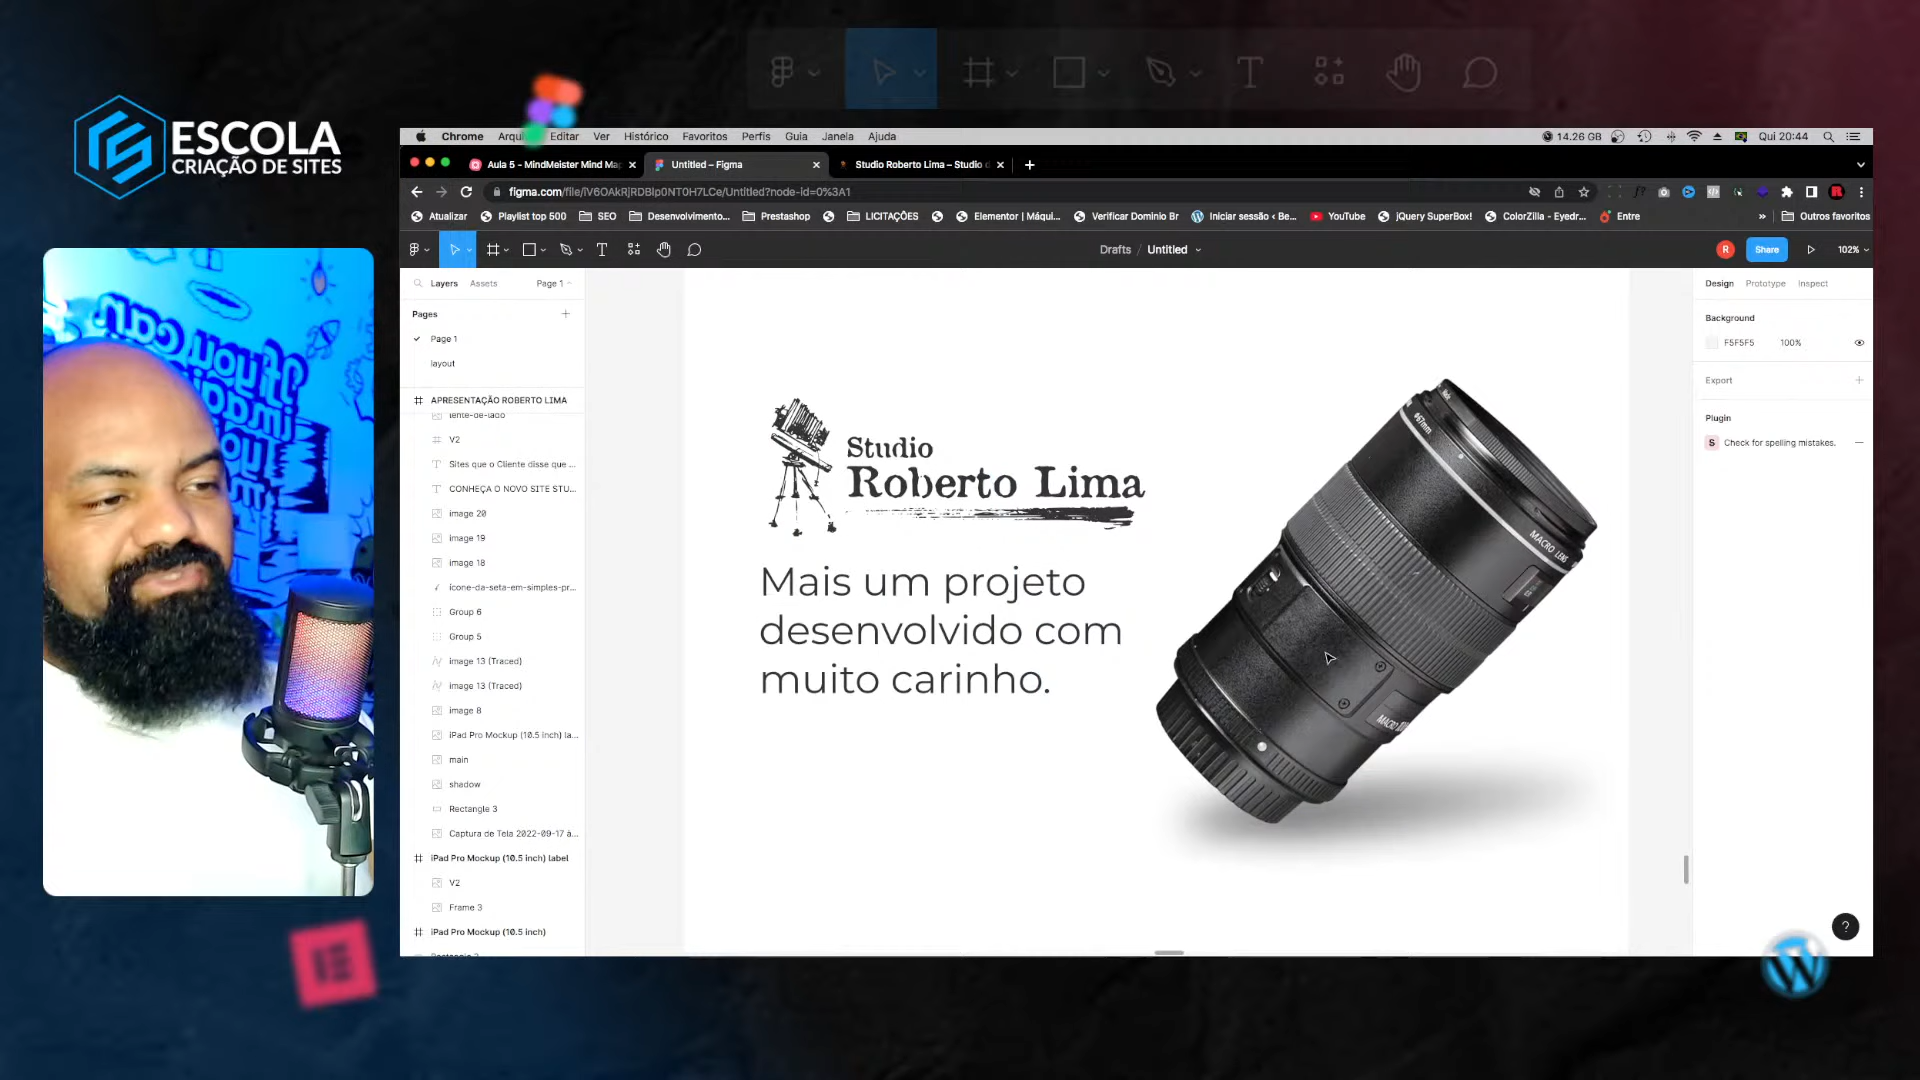 ESCOLA
CRIAÇÃO DE SITES
Chrome
Editar
Ver
Histórico
Favoritos
Perfis
Guia
Janela
Ajuda
14.26 GB
Qui 20:44
Aula 5 - MindMeister Mind Ma
Untitled – Figma
Studio Roberto Lima – Studio
figma.com/file/
/Untitled?node-id=0%3A1
Atualizar
Playlist top 500
SEO
Desenvolvimento...
Prestashop
LICITAÇÕES
Elementor | Máqui...
Verificar Dominio Br
Iniciar sessão ‹ Be...
YouTube
jQuery SuperBox!
ColorZilla - Eyedr...
Entre
»
Outros favoritos
Drafts / Untitled
R
Share
102%
Layers
Assets
Page 1
Pages
Page 1
layout
APRESENTAÇÃO ROBERTO LIMA
lente-de-lado
V2
Sites que o Cliente disse que ...
CONHEÇA O NOVO SITE STU...
image 20
image 19
image 18
ícone-da-seta-em-simples-pr...
Group 6
Group 5
image 13 (Traced)
image 13 (Traced)
image 8
iPad Pro Mockup (10.5 inch) la...
main
shadow
Rectangle 3
Captura de Tela 2022-09-17 à...
iPad Pro Mockup (10.5 inch) label
V2
Frame 3
iPad Pro Mockup (10.5 inch)
Studio
Roberto Lima
Mais um projeto
desenvolvido com
muito carinho.
MACRO LENS
MACRO
Design
Prototype
Inspect
Background
F5F5F5
100%
Export
Plugin
S
Check for spelling mistakes.
?